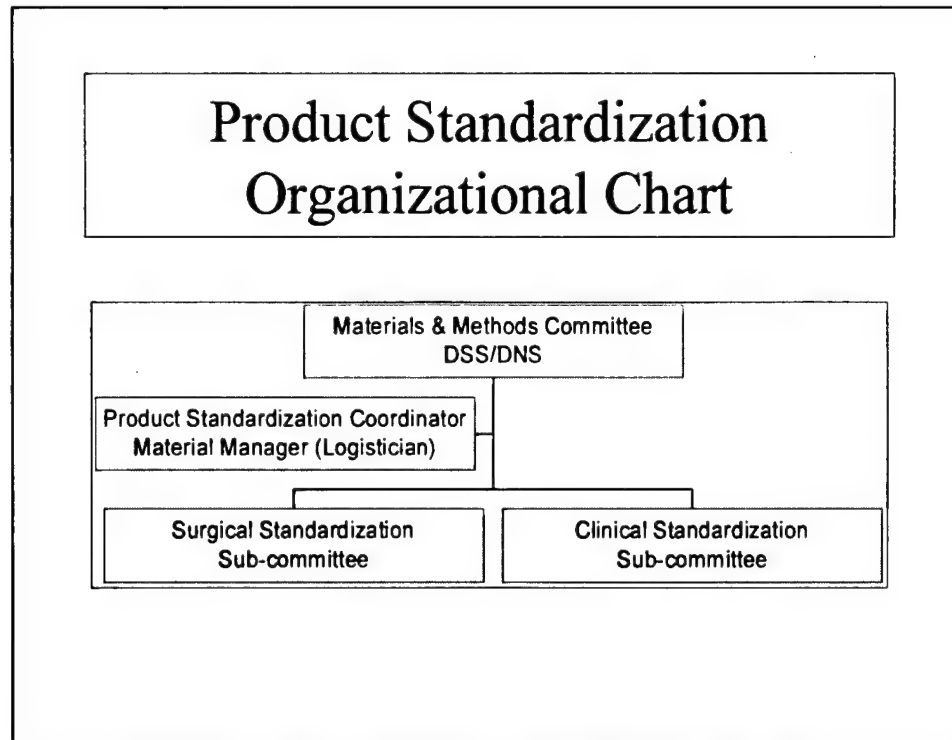 Product Standardization
Organizational Chart
Materials & Methods Committee
DSS/DNS
Product Standardization Coordinator
Material Manager (Logistician)
Surgical Standardization
Sub-committee
Clinical Standardization
Sub-committee